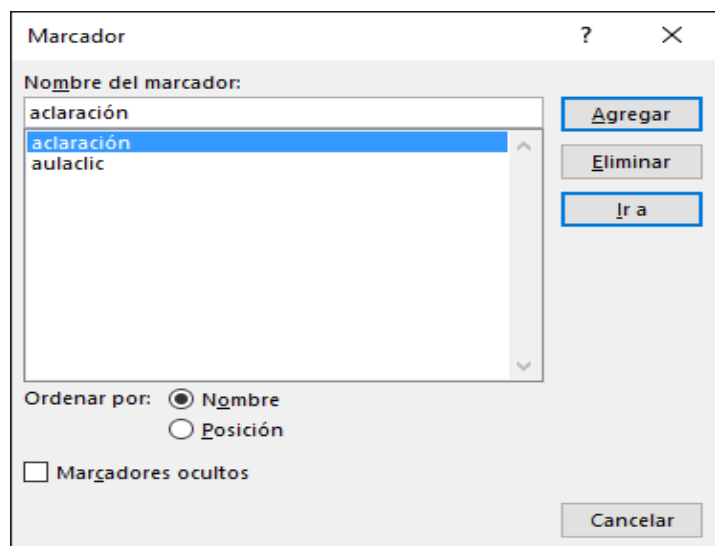 Marcador ? ×
Nombre del marcador:
aclaración
Agregar
aclaración
aulaclic
Eliminar
Ir a
Ordenar por: Nombre
Posición
Marcadores ocultos
Cancelar